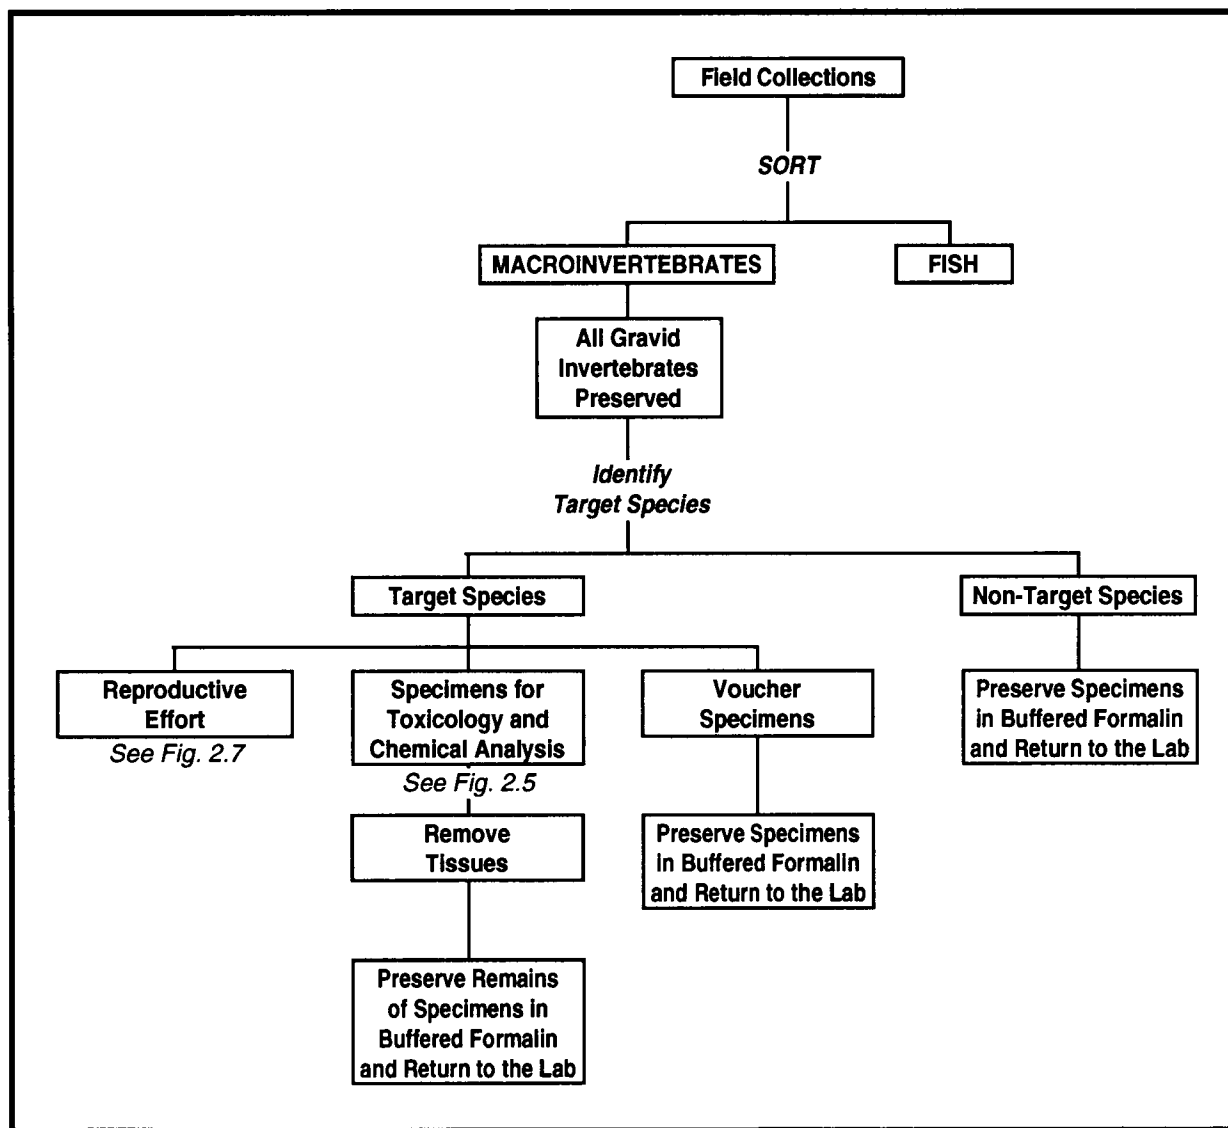 Field Collections
SORT
MACROINVERTEBRATES
FISH
All Gravid
Invertebrates
Preserved
Identify
Target Species
Target Species
Non-Target Species
Reproductive
Effort
See Fig. 2.7
Specimens for
Toxicology and
Chemical Analysis
See Fig. 2.5
Voucher
Specimens
Preserve Specimens
in Buffered Formalin
and Return to the Lab
Remove
Tissues
Preserve Specimens
in Buffered Formalin
and Return to the Lab
Preserve Remains
of Specimens in
Buffered Formalin
and Return to the Lab